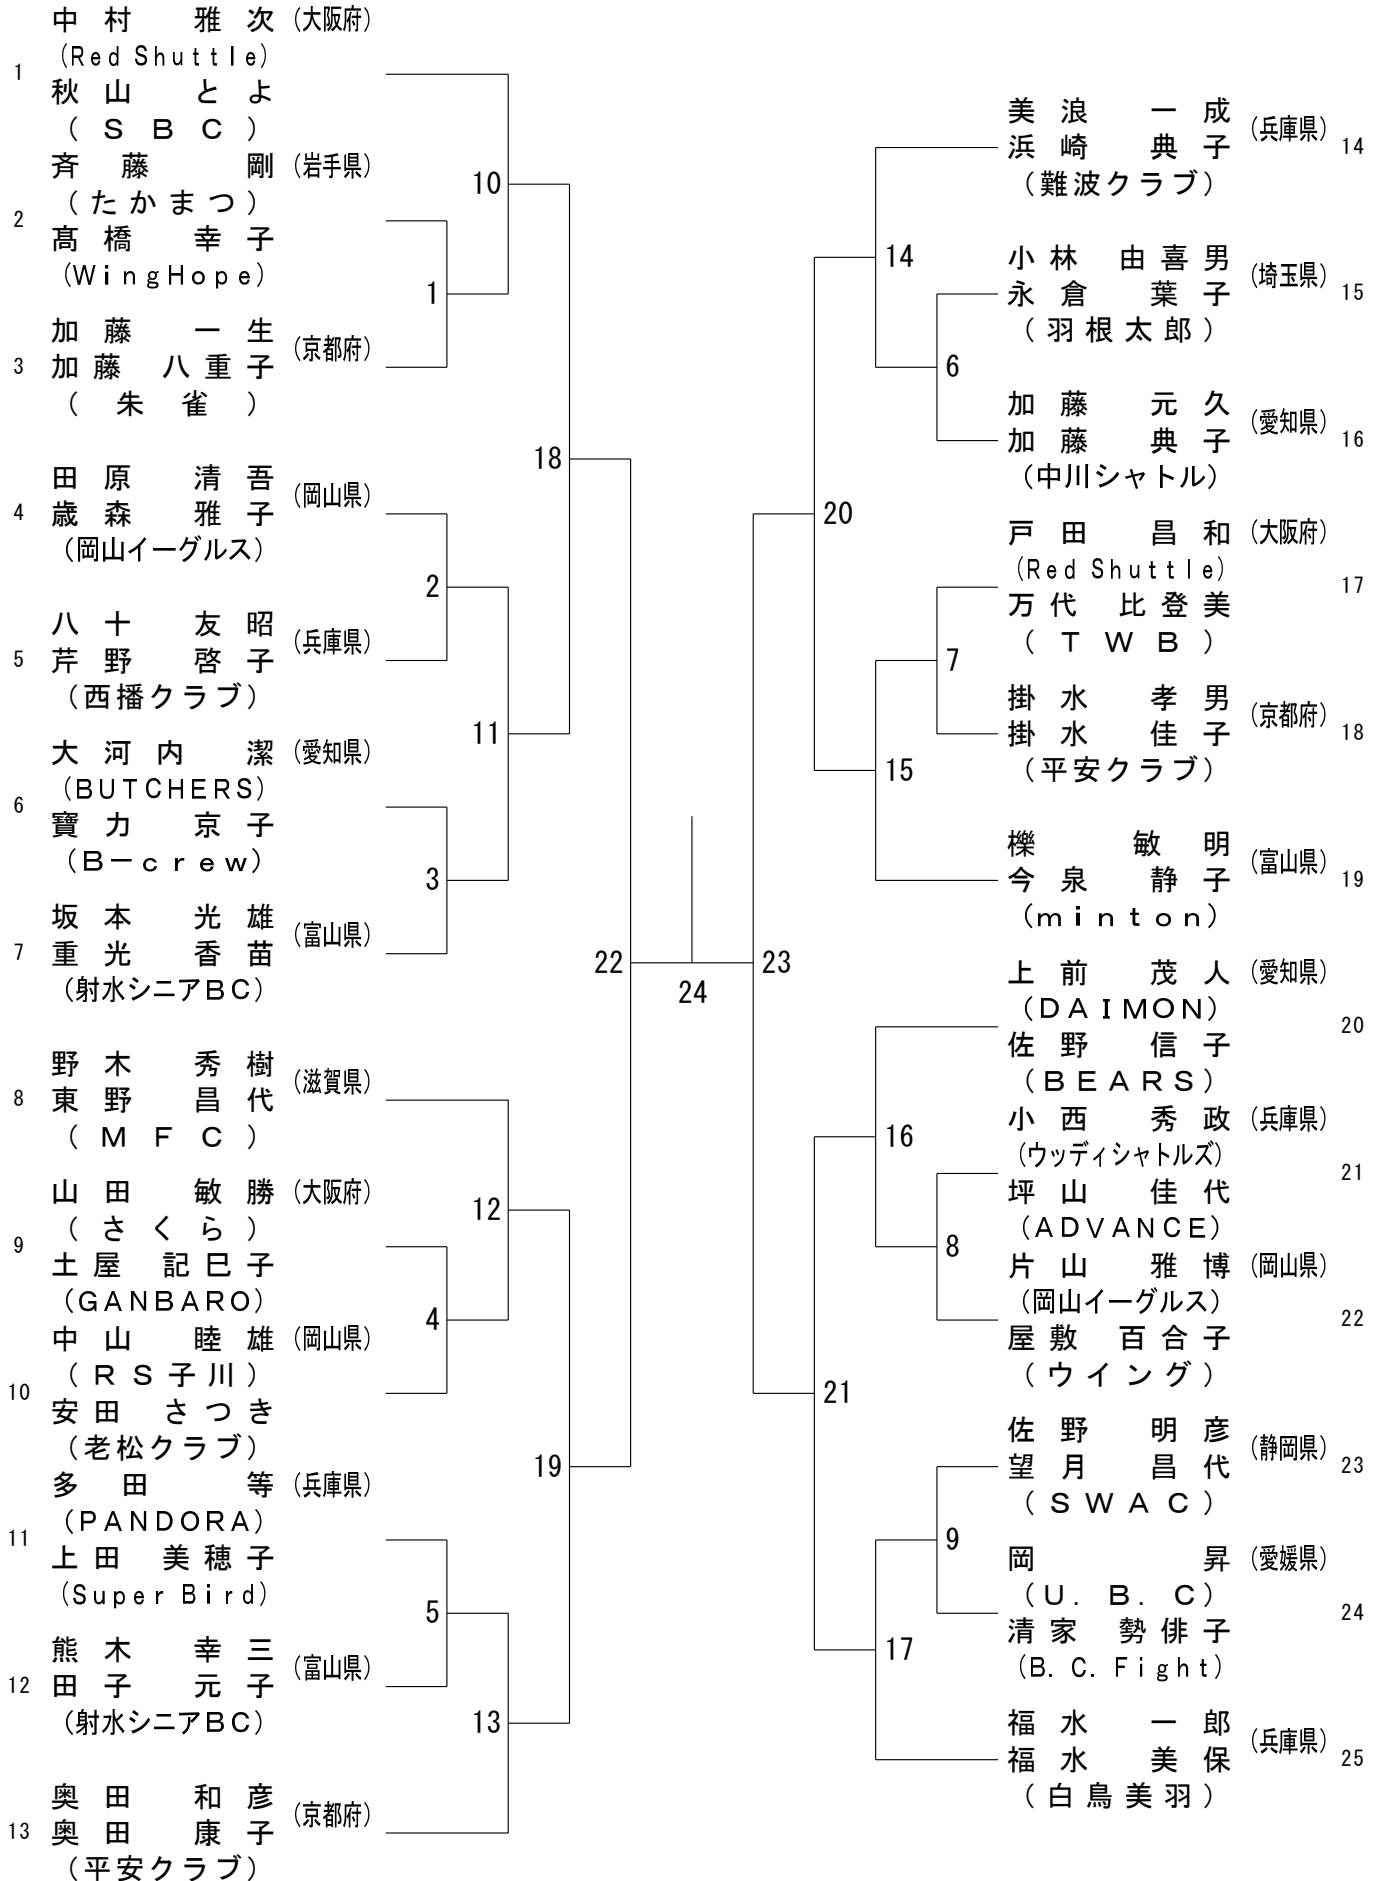 中村 雅次 (大阪府)
(Red Shuttle)
1
秋山 とよ
(SBC)
斉藤 剛 (岩手県)
(たかまつ)
2
髙橋 幸子
(WingHope)
加藤 一生
(京都府)
3 加藤 八重子
(朱雀)
田原 清吾
(岡山県)
4 歳森 雅子
(岡山イーグルス)
八十 友昭
(兵庫県)
5 芹野 啓子
(西播クラブ)
大河内 潔 (愛知県)
(BUTCHERS)
6
寶力 京子
(B-crew)
坂本 光雄
(富山県)
7 重光 香苗
(射水シニアBC)
野木 秀樹
(滋賀県)
8 東野 昌代
(MFC)
山田 敏勝 (大阪府)
(さくら)
9
土屋 記巳子
(GANBARO)
中山 睦雄 (岡山県)
(RS子川)
10
安田 さつき
(老松クラブ)
多田 等 (兵庫県)
(PANDORA)
11
上田 美穂子
(Super Bird)
熊木 幸三
(富山県)
12 田子 元子
(射水シニアBC)
奥田 和彦
(京都府)
13 奥田 康子
(平安クラブ)
1
2
3
4
5
10
11
12
13
18
19
22
24
23
20
21
14
15
16
17
6
7
8
9
美浪 一成
(兵庫県)
浜崎 典子 14
(難波クラブ)
小林 由喜男
(埼玉県)
永倉 葉子 15
(羽根太郎)
加藤 元久
(愛知県)
加藤 典子 16
(中川シャトル)
戸田 昌和 (大阪府)
(Red Shuttle)
17
万代 比登美
(TWB)
掛水 孝男
(京都府)
掛水 佳子 18
(平安クラブ)
櫟 敏明
(富山県)
今泉 静子 19
(minton)
上前 茂人 (愛知県)
(DAIMON)
20
佐野 信子
(BEARS)
小西 秀政 (兵庫県)
(ウッディシャトルズ)
21
坪山 佳代
(ADVANCE)
片山 雅博 (岡山県)
(岡山イーグルス)
22
屋敷 百合子
(ウイング)
佐野 明彦
(静岡県)
望月 昌代 23
(SWAC)
岡 昇 (愛媛県)
(U.B.C)
24
清家 勢俳子
(B.C.Fight)
福水 一郎
(兵庫県)
福水 美保 25
(白鳥美羽)